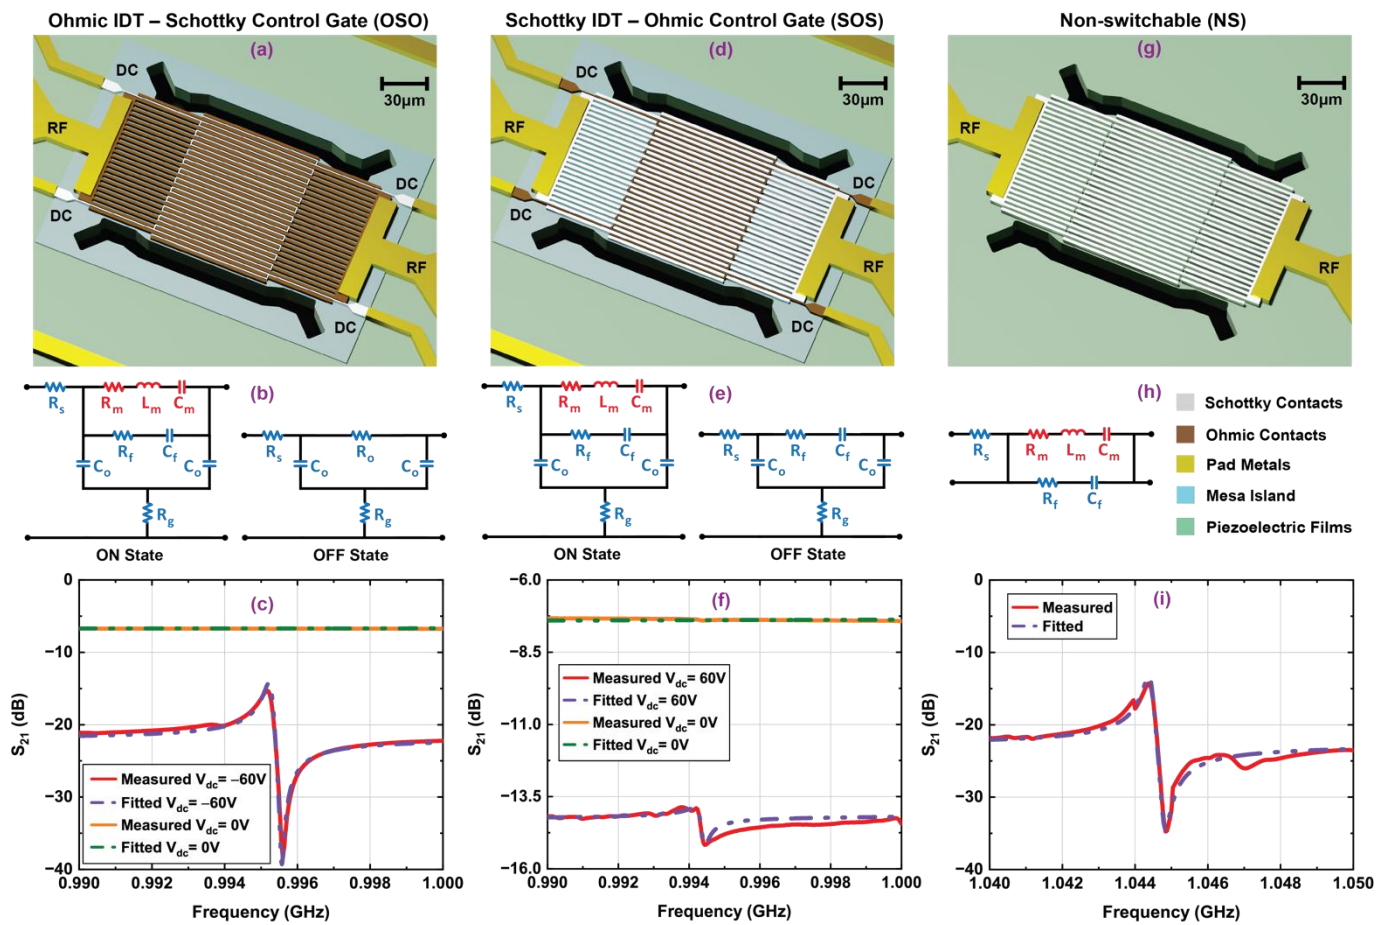 Ohmic IDT – Schottky Control Gate (OSO)
(a)
DC
30µm
RF
DC
DC
RF
DC
Schottky IDT – Ohmic Control Gate (SOS)
(d)
DC
30µm
RF
DC
DC
RF
DC
Non-switchable (NS)
(g)
30µm
RF
RF
(b)
Rs
Rm Lm Cm
Rf Cf
Co Co
Rg
ON State
Rs Ro
Co Co
Rg
OFF State
(e)
Rs
Rm Lm Cm
Rf Cf
Co Co
Rg
ON State
Rs Rf Cf
Co Co
Rg
OFF State
(h)
Rs
Rm Lm Cm
Rf Cf
Schottky Contacts
Ohmic Contacts
Pad Metals
Mesa Island
Piezoelectric Films
(c)
S21 (dB)
0
−10
−20
−30
−40
Measured Vdc= −60V
Fitted Vdc= −60V
Measured Vdc= 0V
Fitted Vdc= 0V
0.990 0.992 0.994 0.996 0.998 1.000
Frequency (GHz)
(f)
S21 (dB)
−6.0
−8.5
−11.0
−13.5
−16.0
Measured Vdc= 60V
Fitted Vdc= 60V
Measured Vdc= 0V
Fitted Vdc= 0V
0.990 0.992 0.994 0.996 0.998 1.000
Frequency (GHz)
(i)
S21 (dB)
0
−10
−20
−30
−40
Measured
Fitted
1.040 1.042 1.044 1.046 1.048 1.050
Frequency (GHz)